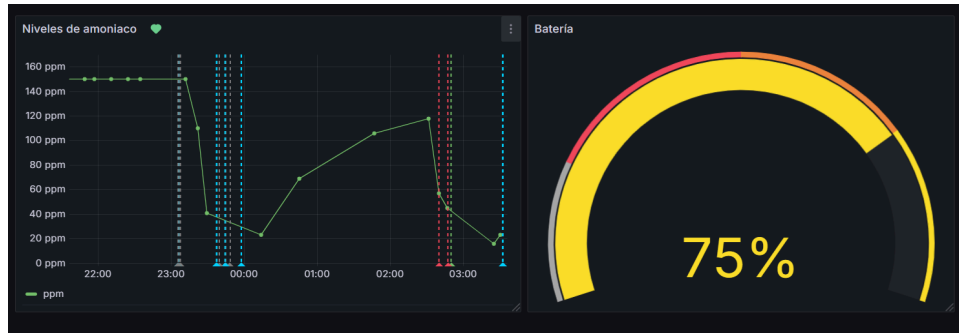 Niveles de amoniaco
160 ppm
140 ppm
120 ppm
100 ppm
80 ppm
60 ppm
40 ppm
20 ppm
0 ppm
22:00 23:00 00:00 01:00 02:00 03:00
ppm
Batería
75%